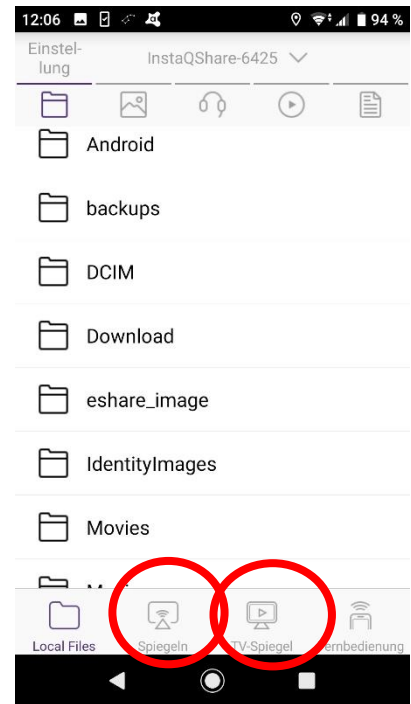 12:06 94 %
Einstel-
lung
InstaQShare-6425
Android
backups
DCIM
Download
eshare_image
IdentityImages
Movies
Local Files Spiegeln TV-Spiegel ernbedienung